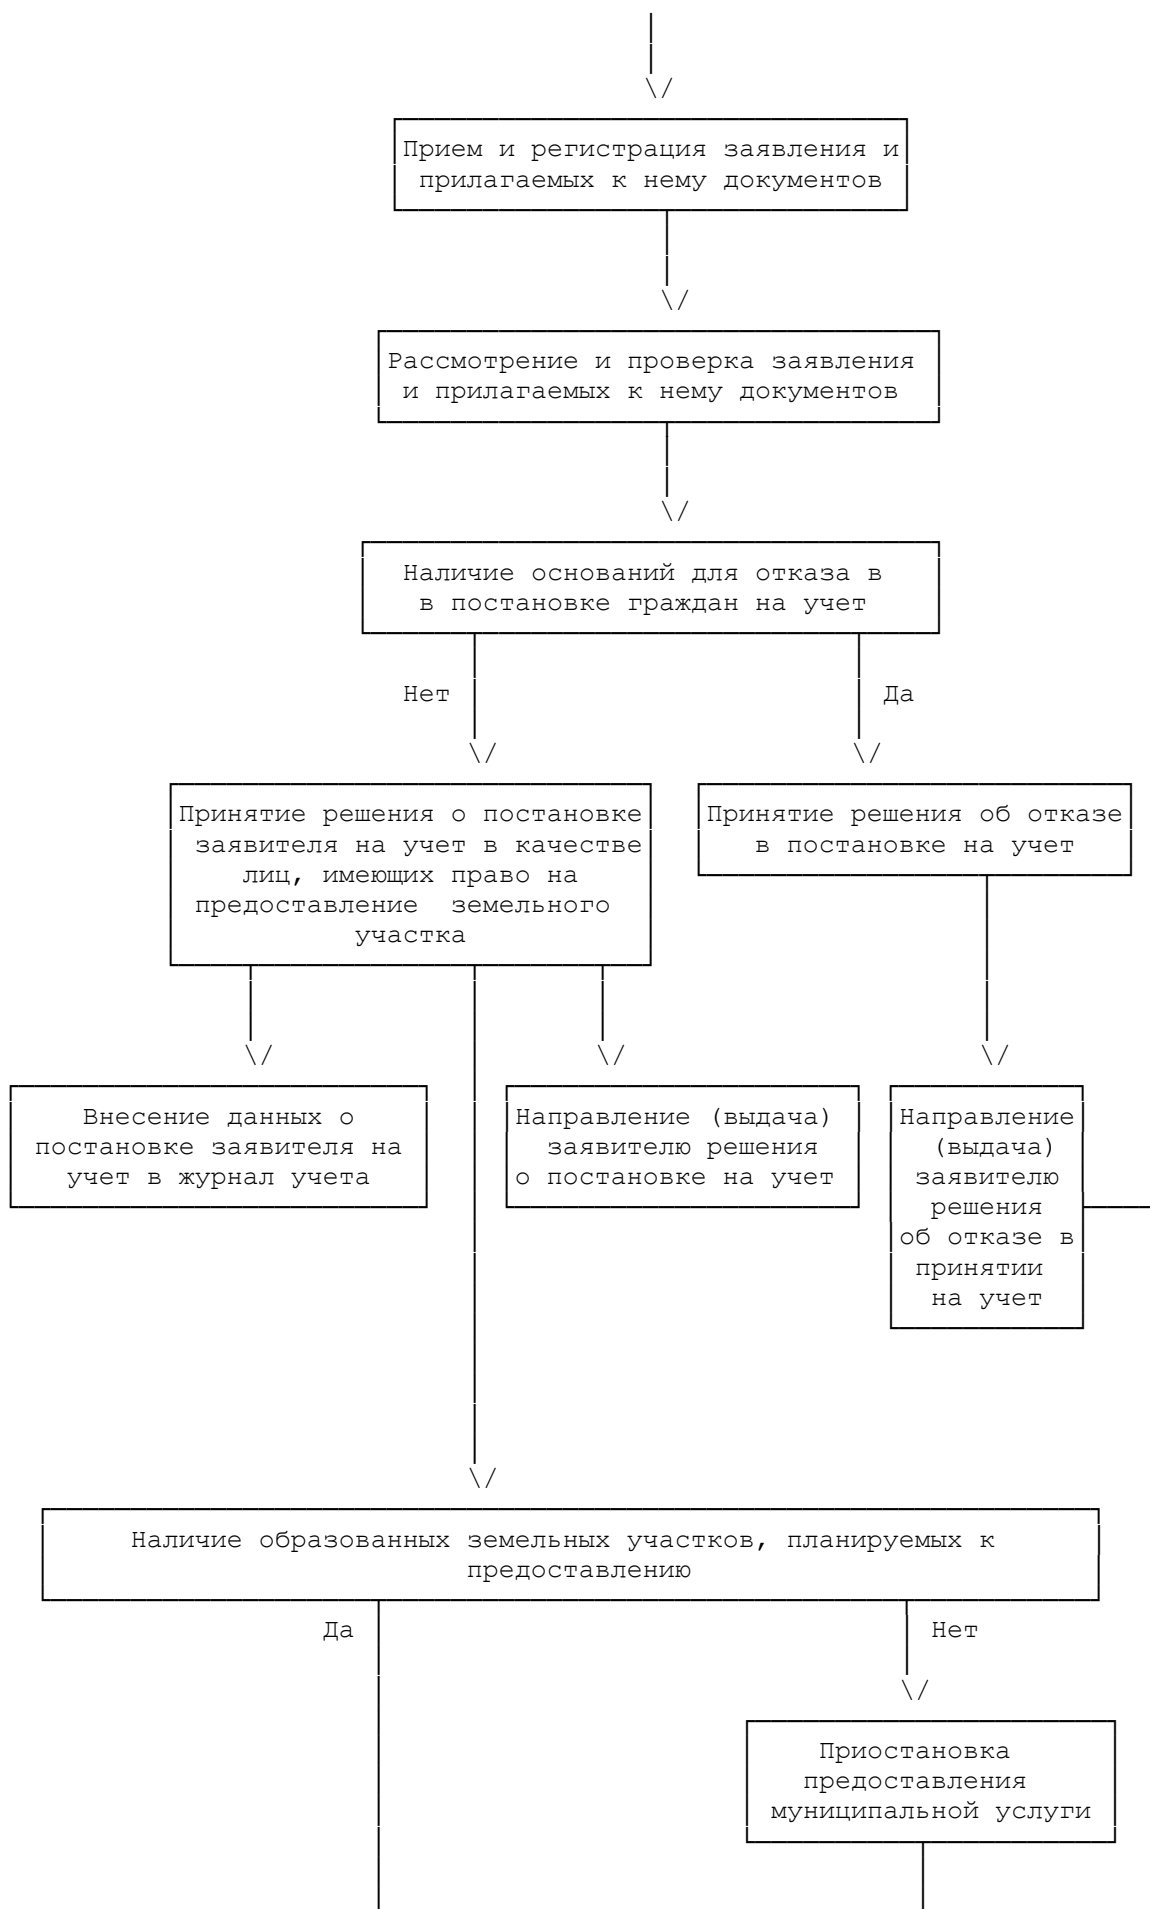 Прием и регистрация заявления и
прилагаемых к нему документов
Рассмотрение и проверка заявления
и прилагаемых к нему документов
Наличие оснований для отказа в
в постановке граждан на учет
Нет
Да
Принятие решения о постановке
заявителя на учет в качестве
лиц, имеющих право на
предоставление земельного
участка
Принятие решения об отказе
в постановке на учет
Внесение данных о
постановке заявителя на
учет в журнал учета
Направление (выдача)
заявителю решения
о постановке на учет
Направление
(выдача)
заявителю
решения
об отказе в
принятии
на учет
Наличие образованных земельных участков, планируемых к
предоставлению
Да
Нет
Приостановка
предоставления
муниципальной услуги